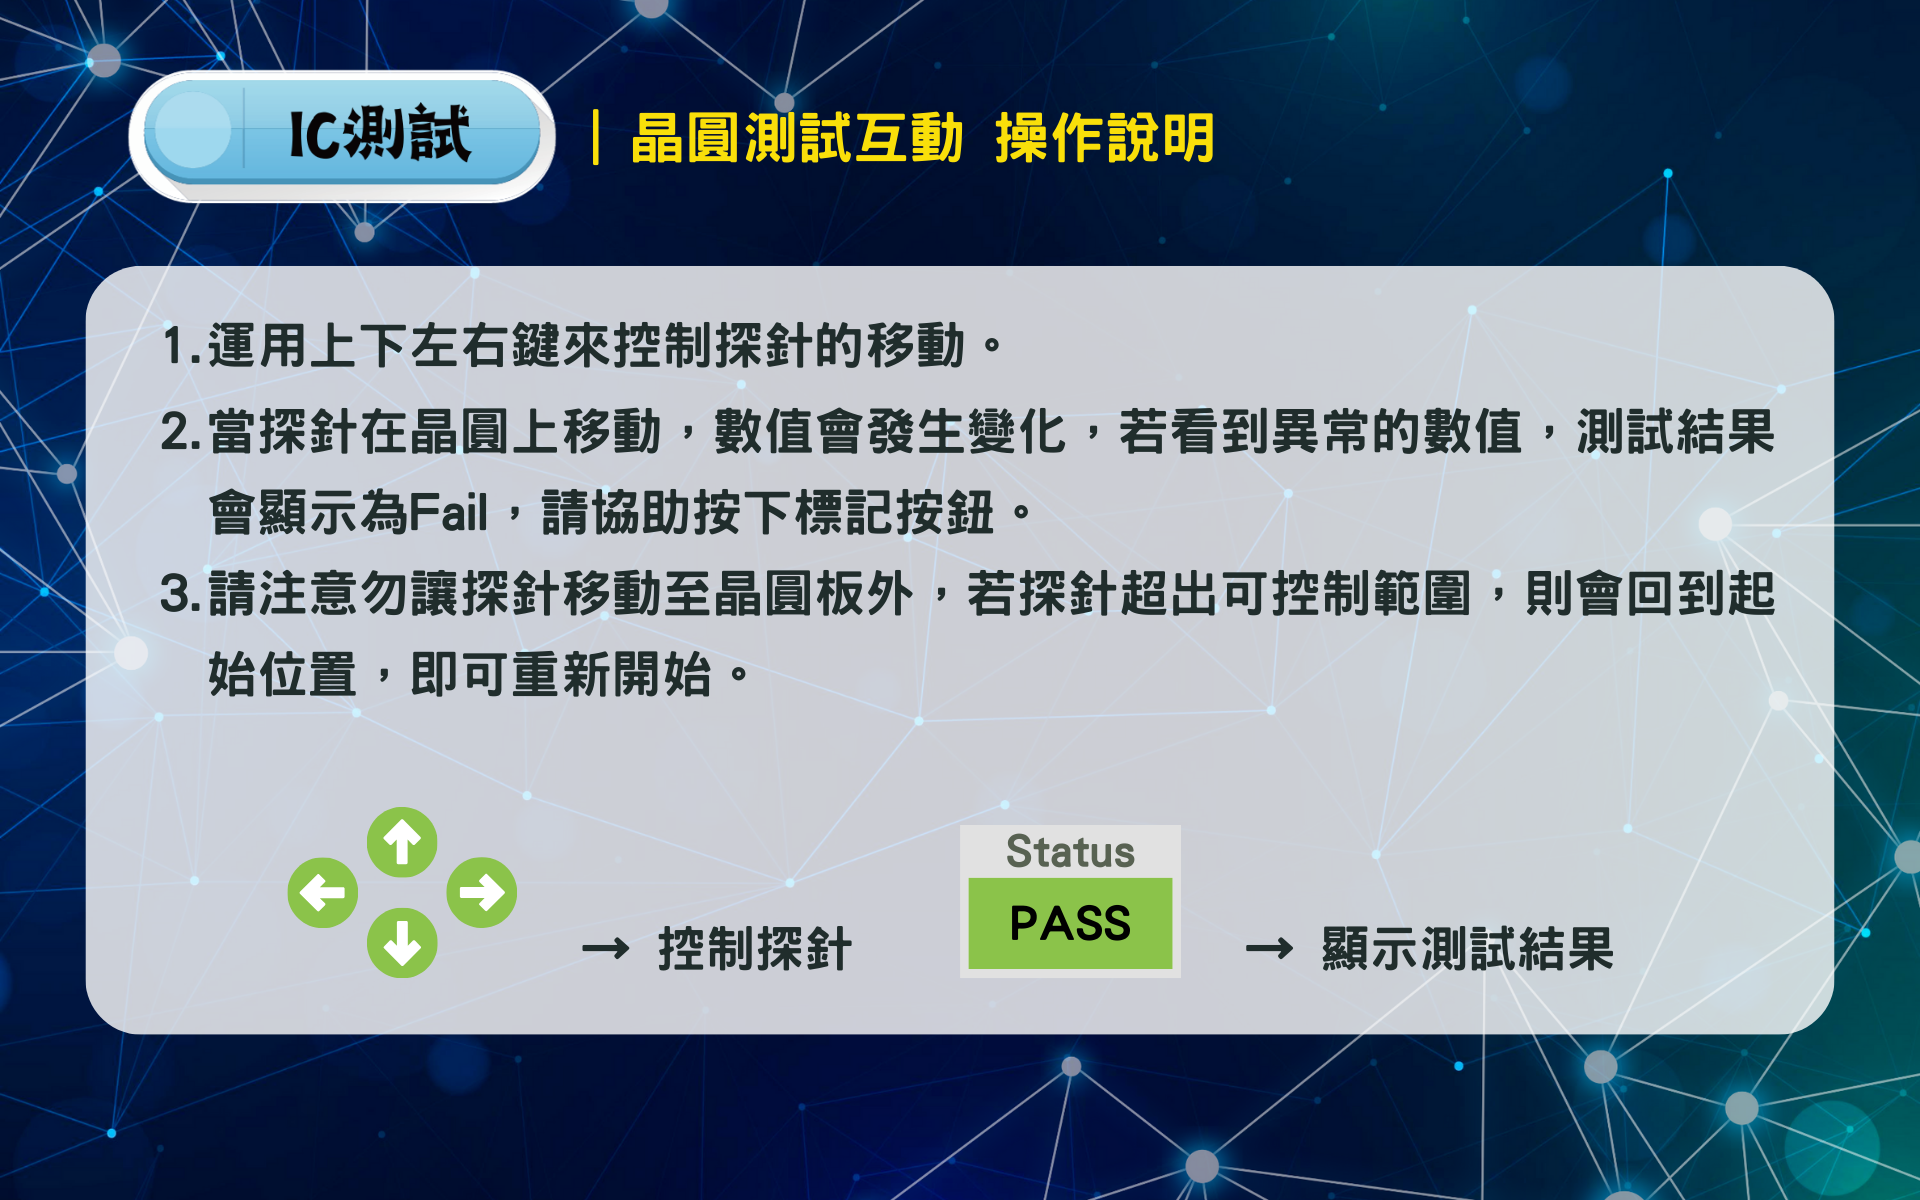 IC測試
｜晶圓測試互動 操作說明
1.運用上下左右鍵來控制探針的移動。
2.當探針在晶圓上移動，數值會發生變化，若看到異常的數值，測試結果
會顯示為Fail，請協助按下標記按鈕。
3.請注意勿讓探針移動至晶圓板外，若探針超出可控制範圍，則會回到起
始位置，即可重新開始。
Status
PASS
→ 控制探針
→ 顯示測試結果